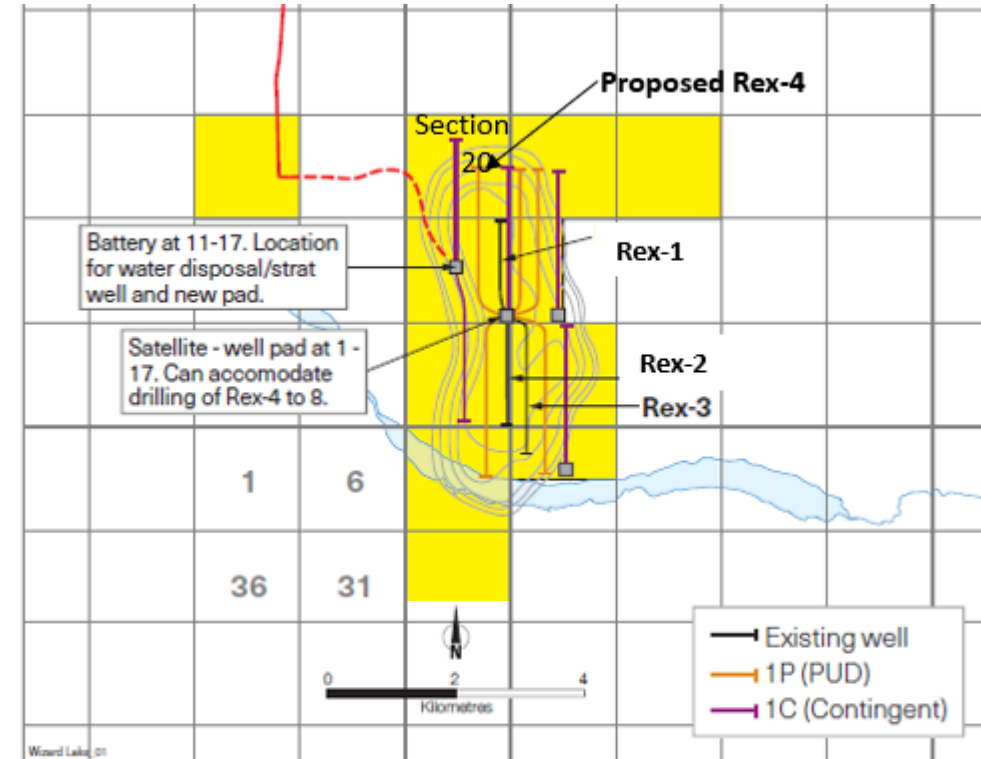 Proposed Rex-4
Section
20
Battery at 11-17. Location
for water disposal/strat
well and new pad.
Rex-1
Satellite - well pad at 1 -
17. Can accomodate
drilling of Rex-4 to 8.
Rex-2
Rex-3
1
6
36
31
N
0
2
4
Kilometres
Existing well
1P (PUD)
1C (Contingent)
Wizard Lake_01